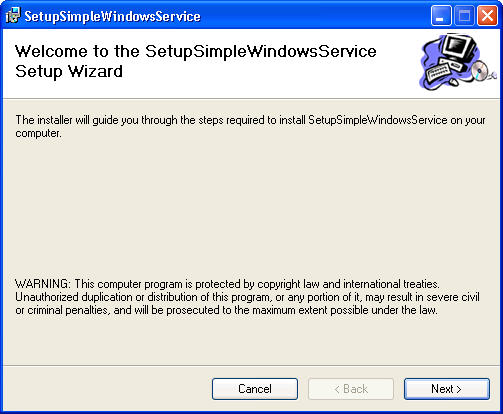 SetupSimpleWindowsService
Welcome to the SetupSimpleWindowsService
Setup Wizard
The installer will guide you through the steps required to install SetupSimpleWindowsService on your
computer.
WARNING: This computer program is protected by copyright law and international treaties.
Unauthorized duplication or distribution of this program, or any portion of it, may result in severe civil
or criminal penalties, and will be prosecuted to the maximum extent possible under the law.
Cancel
< Back
Next >